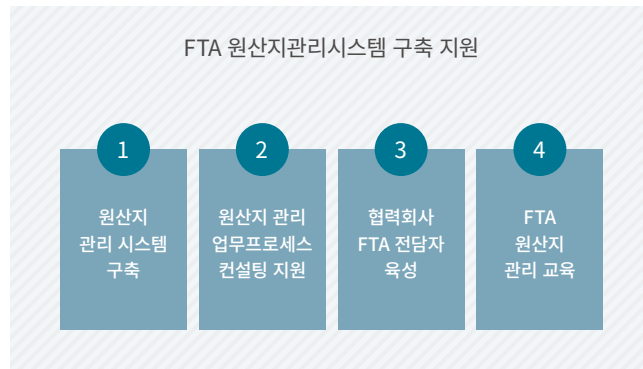 FTA 원산지관리시스템 구축 지원
1
원산지
관리 시스템
구축
2
원산지 관리
업무프로세스
컨설팅 지원
3
협력회사
FTA 전담자
육성
4
FTA
원산지
관리 교육